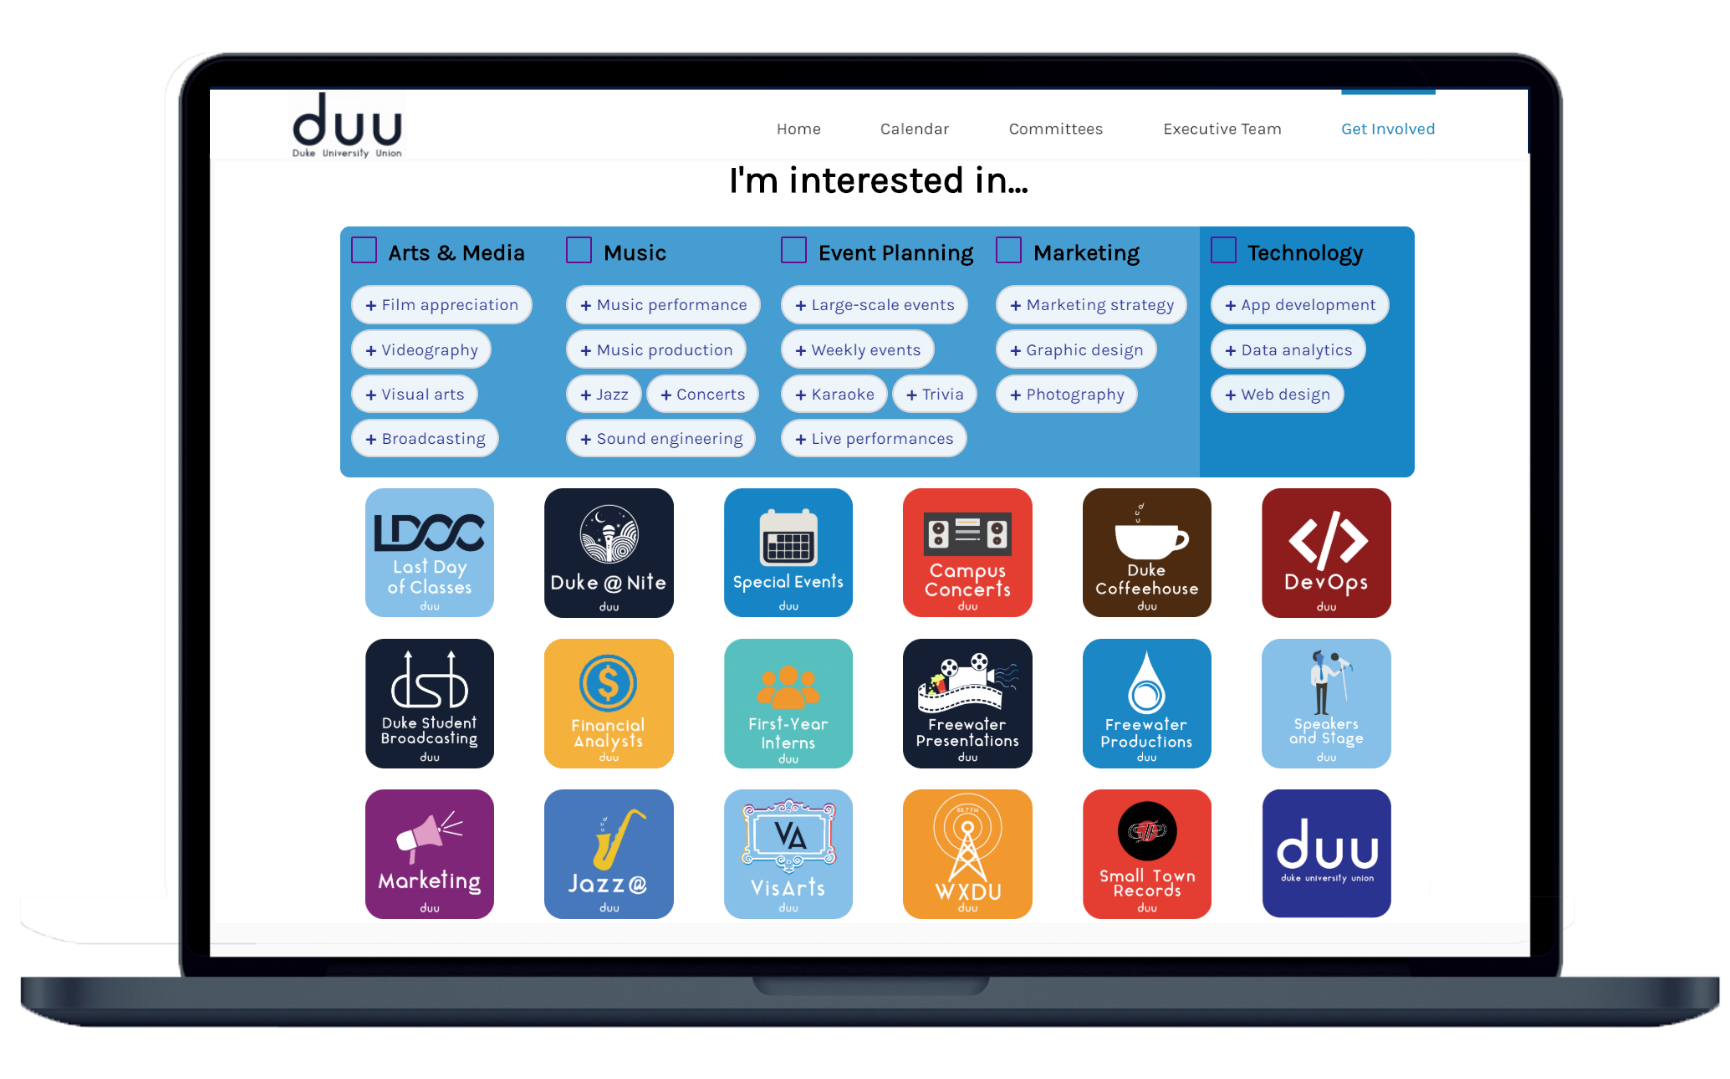 duu
Duke University Union
Home Calendar Committees Executive Team Get Involved
I'm interested in...
Arts & Media Music Event Planning Marketing Technology
+ Film appreciation + Music performance + Large-scale events + Marketing strategy + App development
+ Videography + Music production + Weekly events + Graphic design + Data analytics
+ Visual arts + Jazz + Concerts + Karaoke + Trivia + Photography + Web design
+ Broadcasting + Sound engineering + Live performances
LDOC
Last Day
of Classes
duu
Duke @ Nite
duu
Special Events
duu
Campus
Concerts
duu
Duke
Coffeehouse
duu
</>
DevOps
duu
dsb
Duke Student
Broadcasting
duu
$
Financial
Analysts
duu
First-Year
Interns
duu
Freewater
Presentations
duu
Freewater
Productions
duu
Speakers
and Stage
duu
Marketing
duu
Jazz@
duu
VA
VisArts
duu
88.7 FM
WXDU
duu
Small Town
Records
duu
duu
duke university union